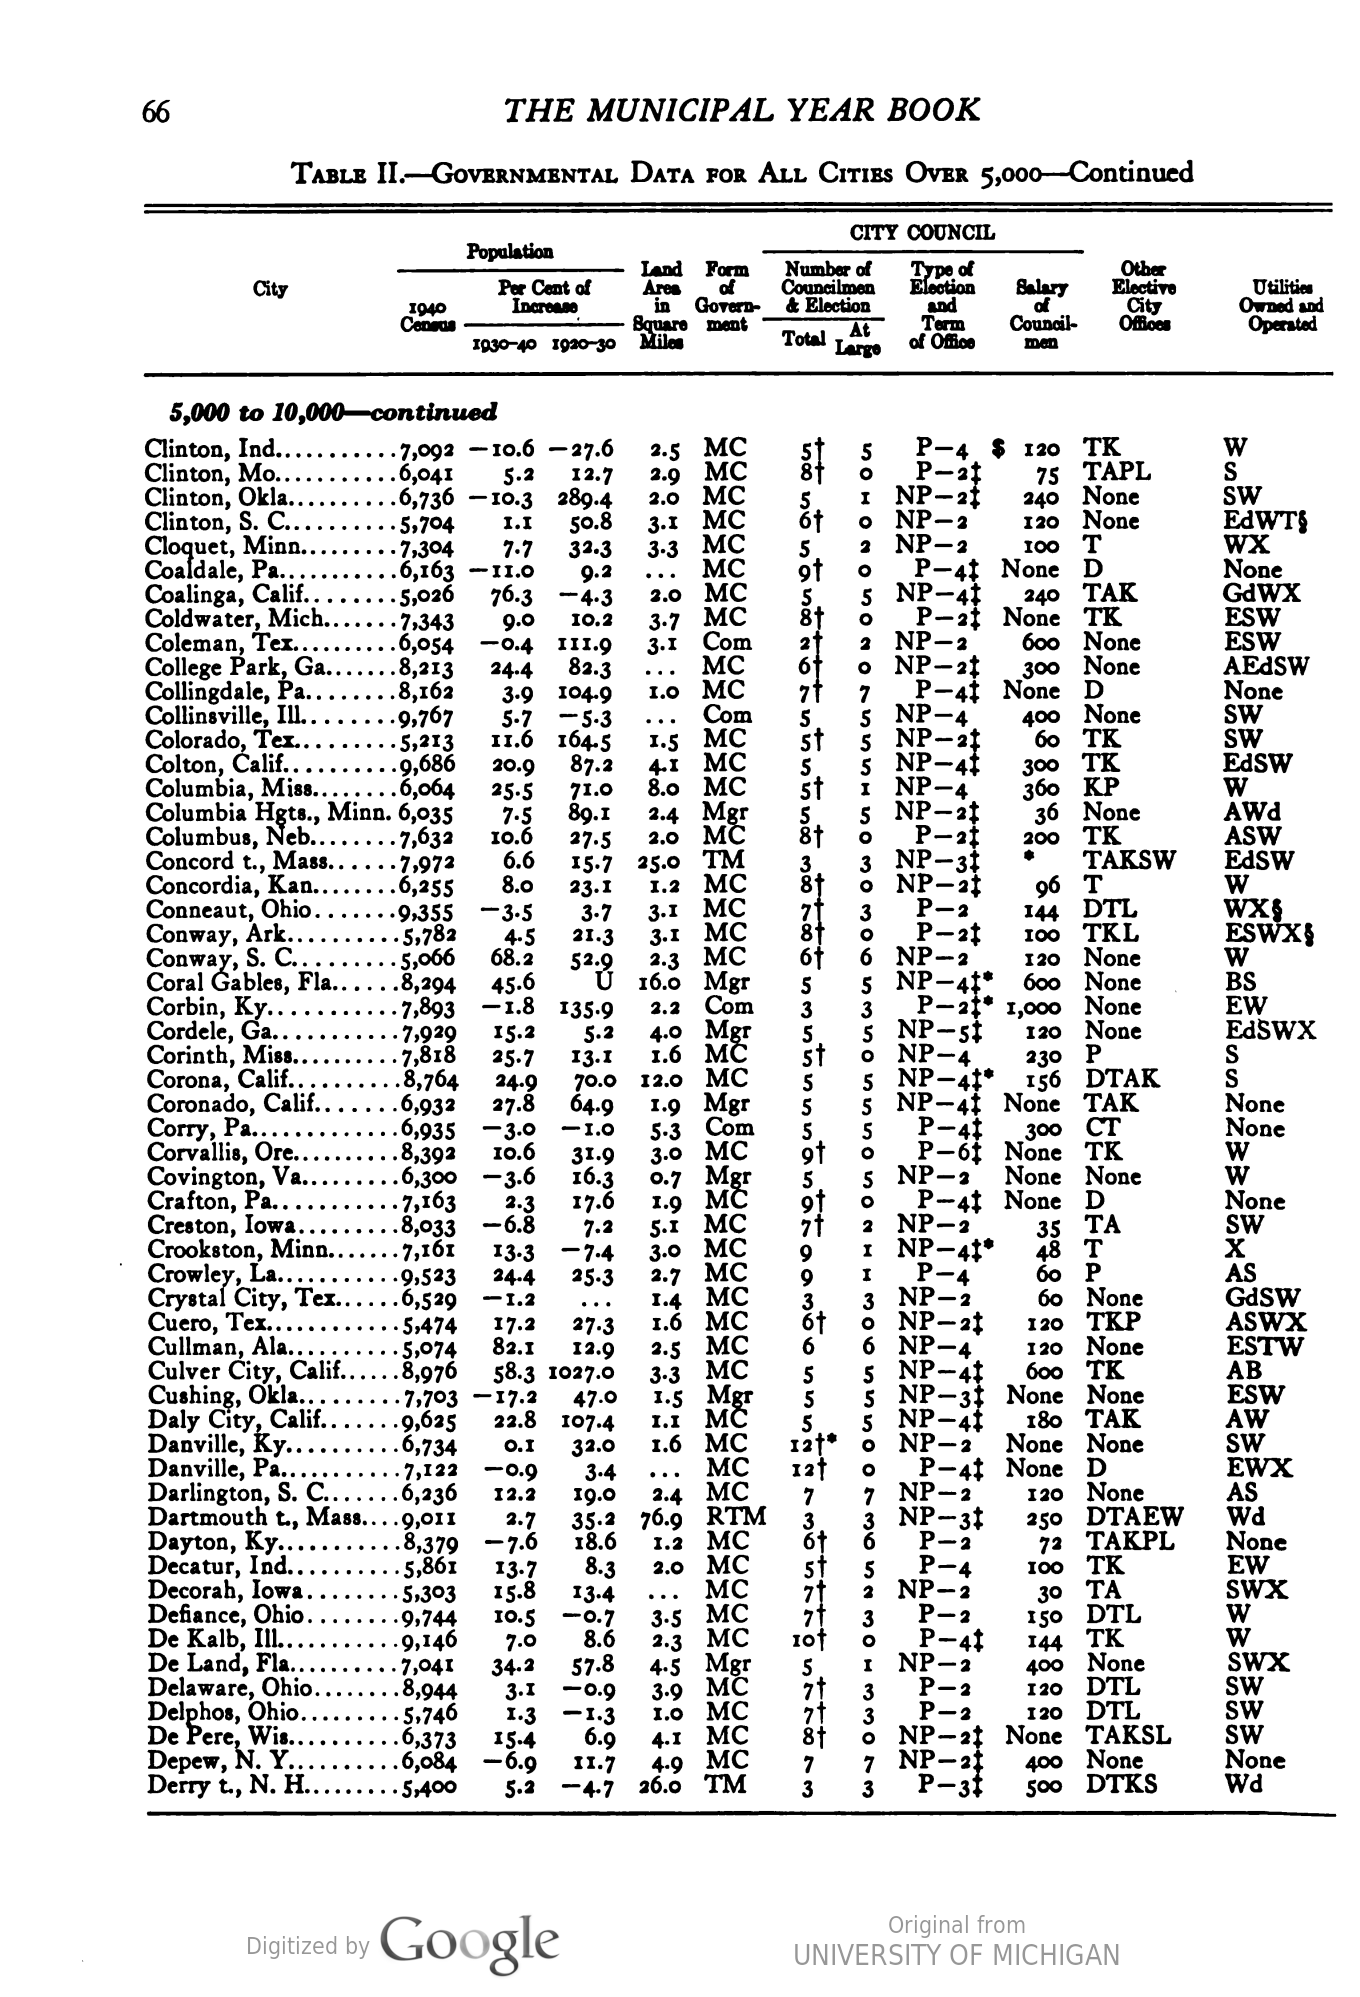 66
THE MUNICIPAL YEAR BOOK
TABLE II.—GOVERNMENTAL DATA FOR ALL CITIES OVER 5,000—Continued
CITY COUNCIL
Population
City
1940 Census
Per Cent of Increase
1930-40 1920-30
Land Area in Square Miles
Form of Government
Number of Councilmen & Election
Total At Large
Type of Election and Term of Office
Salary of Councilmen
Other Elective City Offices
Utilities Owned and Operated
5,000 to 10,000—continued
Clinton, Ind...........7,092 —10.6 —27.6 2.5 MC 5† 5 P—4 $ 120 TK W
Clinton, Mo...........6,041 5.2 12.7 2.9 MC 8† 0 P—2‡ 75 TAPL S
Clinton, Okla..........6,736 —10.3 289.4 2.0 MC 5 1 NP—2‡ 240 None SW
Clinton, S. C..........5,704 1.1 50.8 3.1 MC 6† 0 NP—2 120 None EdWT§
Cloquet, Minn.........7,304 7.7 32.3 3.3 MC 5 2 NP—2 100 T WX
Coaldale, Pa...........6,163 —11.0 9.2 ... MC 9† 0 P—4‡ None D None
Coalinga, Calif........5,026 76.3 —4.3 2.0 MC 5 5 NP—4‡ 240 TAK GdWX
Coldwater, Mich.......7,343 9.0 10.2 3.7 MC 8† 0 P—2‡ None TK ESW
Coleman, Tex..........6,054 —0.4 111.9 3.1 Com 2† 2 NP—2 600 None ESW
College Park, Ga.......8,213 24.4 82.3 ... MC 6† 0 NP—2‡ 300 None AEdSW
Collingdale, Pa........8,162 3.9 104.9 1.0 MC 7† 7 P—4‡ None D None
Collinsville, Ill........9,767 5.7 —5.3 ... Com 5 5 NP—4 400 None SW
Colorado, Tex.........5,213 11.6 164.5 1.5 MC 5† 5 NP—2‡ 60 TK SW
Colton, Calif..........9,686 20.9 87.2 4.1 MC 5 5 NP—4‡ 300 TK EdSW
Columbia, Miss........6,064 25.5 71.0 8.0 MC 5† 1 NP—4 360 KP W
Columbia Hgts., Minn. 6,035 7.5 89.1 2.4 Mgr 5 5 NP—2‡ 36 None AWd
Columbus, Neb........7,632 10.6 27.5 2.0 MC 8† 0 P—2‡ 200 TK ASW
Concord t., Mass......7,972 6.6 15.7 25.0 TM 3 3 NP—3‡ * TAKSW EdSW
Concordia, Kan........6,255 8.0 23.1 1.2 MC 8† 0 NP—2‡ 96 T W
Conneaut, Ohio.......9,355 —3.5 3.7 3.1 MC 7† 3 P—2 144 DTL WX§
Conway, Ark..........5,782 4.5 21.3 3.1 MC 8† 0 P—2‡ 100 TKL ESWX§
Conway, S. C.........5,066 68.2 52.9 2.3 MC 6† 6 NP—2 120 None W
Coral Gables, Fla......8,294 45.6 U 16.0 Mgr 5 5 NP—4‡* 600 None BS
Corbin, Ky............7,893 —1.8 135.9 2.2 Com 3 3 P—2‡* 1,000 None EW
Cordele, Ga...........7,929 15.2 5.2 4.0 Mgr 5 5 NP—5‡ 120 None EdSWX
Corinth, Miss..........7,818 25.7 13.1 1.6 MC 5† 0 NP—4 230 P S
Corona, Calif..........8,764 24.9 70.0 12.0 MC 5 5 NP—4‡* 156 DTAK S
Coronado, Calif.......6,932 27.8 64.9 1.9 Mgr 5 5 NP—4‡ None TAK None
Corry, Pa.............6,935 —3.0 —1.0 5.3 Com 5 5 P—4‡ 300 CT None
Corvallis, Ore..........8,392 10.6 31.9 3.0 MC 9† 0 P—6‡ None TK W
Covington, Va.........6,300 —3.6 16.3 0.7 Mgr 5 5 NP—2 None None W
Crafton, Pa............7,163 2.3 17.6 1.9 MC 9† 0 P—4‡ None D None
Creston, Iowa.........8,033 —6.8 7.2 5.1 MC 7† 2 NP—2 35 TA SW
Crookston, Minn.......7,161 13.3 —7.4 3.0 MC 9 1 NP—4‡* 48 T X
Crowley, La...........9,523 24.4 25.3 2.7 MC 9 1 P—4 60 P AS
Crystal City, Tex......6,529 —1.2 ... 1.4 MC 3 3 NP—2 60 None GdSW
Cuero, Tex............5,474 17.2 27.3 1.6 MC 6† 0 NP—2‡ 120 TKP ASWX
Cullman, Ala..........5,074 82.1 12.9 2.5 MC 6 6 NP—4 120 None ESTW
Culver City, Calif......8,976 58.3 1027.0 3.3 MC 5 5 NP—4‡ 600 TK AB
Cushing, Okla.........7,703 —17.2 47.0 1.5 Mgr 5 5 NP—3‡ None None ESW
Daly City, Calif.......9,625 22.8 107.4 1.1 MC 5 5 NP—4‡ 180 TAK AW
Danville, Ky..........6,734 0.1 32.0 1.6 MC 12†* 0 NP—2 None None SW
Danville, Pa...........7,122 —0.9 3.4 ... MC 12† 0 P—4‡ None D EWX
Darlington, S. C.......6,236 12.2 19.0 2.4 MC 7 7 NP—2 120 None AS
Dartmouth t., Mass....9,011 2.7 35.2 76.9 RTM 3 3 NP—3‡ 250 DTAEW Wd
Dayton, Ky...........8,379 —7.6 18.6 1.2 MC 6† 6 P—2 72 TAKPL None
Decatur, Ind..........5,861 13.7 8.3 2.0 MC 5† 5 P—4 100 TK EW
Decorah, Iowa........5,303 15.8 13.4 ... MC 7† 2 NP—2 30 TA SWX
Defiance, Ohio........9,744 10.5 —0.7 3.5 MC 7† 3 P—2 150 DTL W
De Kalb, Ill...........9,146 7.0 8.6 2.3 MC 10† 0 P—4‡ 144 TK W
De Land, Fla..........7,041 34.2 57.8 4.5 Mgr 5 1 NP—2 400 None SWX
Delaware, Ohio........8,944 3.1 —0.9 3.9 MC 7† 3 P—2 120 DTL SW
Delphos, Ohio.........5,746 1.3 —1.3 1.0 MC 7† 3 P—2 120 DTL SW
De Pere, Wis..........6,373 15.4 6.9 4.1 MC 8† 0 NP—2‡ None TAKSL SW
Depew, N. Y..........6,084 —6.9 11.7 4.9 MC 7 7 NP—2‡ 400 None None
Derry t., N. H.........5,400 5.2 —4.7 26.0 TM 3 3 P—3‡ 500 DTKS Wd
Digitized by Google
Original from
UNIVERSITY OF MICHIGAN